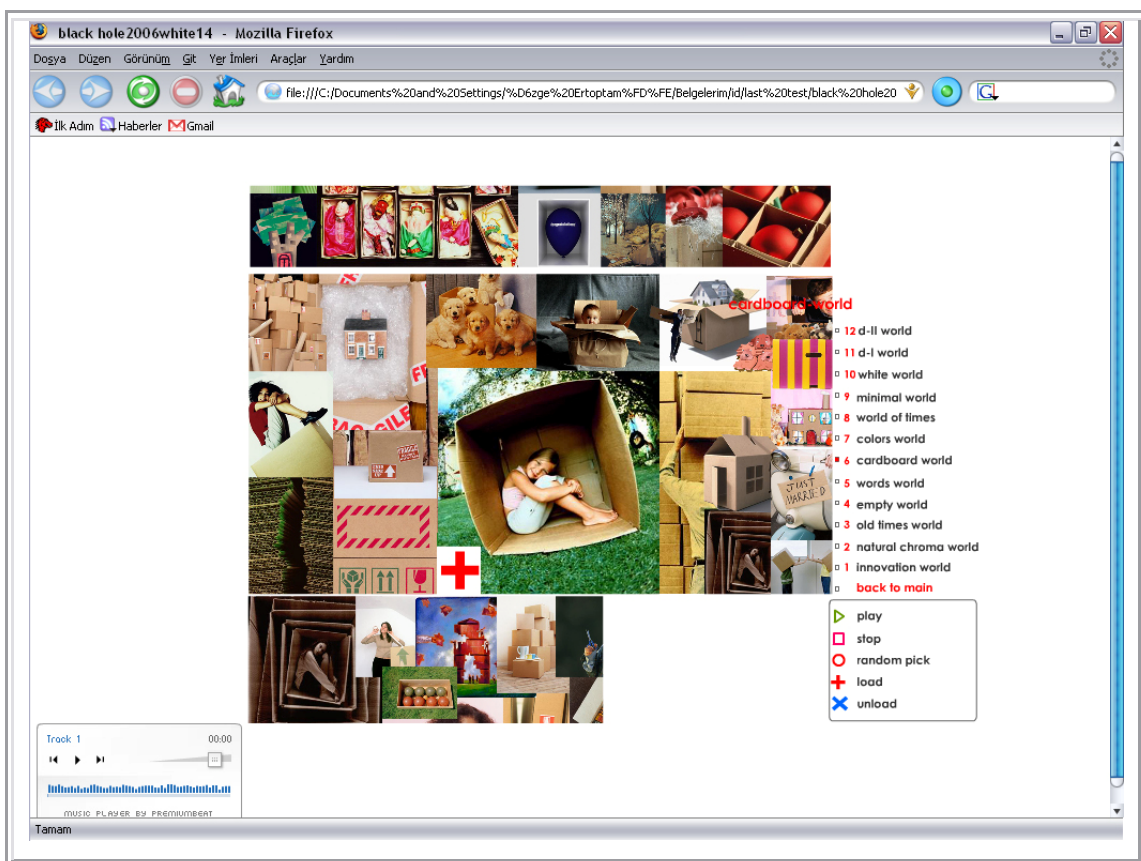 black hole2006white14 - Mozilla Firefox
Dosya Düzen Görünüm Git Yer İmleri Araçlar Yardım
file:///C:/Documents%20and%20Settings/%D6zge%20Ertoptam%FD%FE/Belgelerim/id/last%20test/black%20hole20
G
İlk Adım Haberler Gmail
cardboard-world
12 d-II world
11 d-I world
10 white world
9 minimal world
8 world of times
7 colors world
6 cardboard world
5 words world
4 empty world
3 old times world
2 natural chroma world
1 innovation world
back to main
FRAGILE
JUST
MARRIED
play
stop
random pick
load
unload
Track 1 00:00
MUSIC PLAYER BY PREMIUMBEAT
Tamam